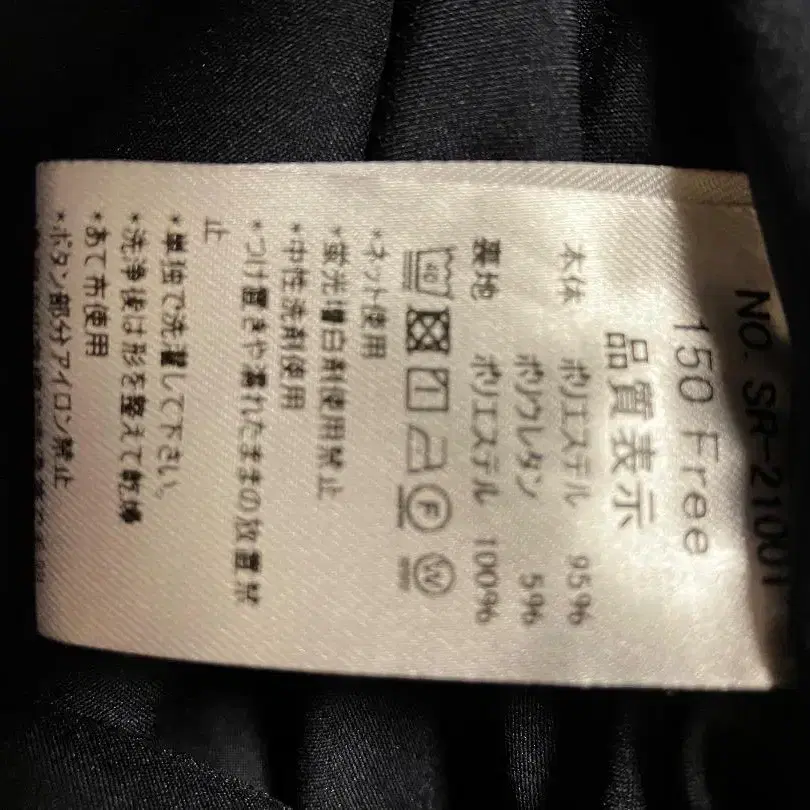 NO. SR-21001
150 Free
品質表示
本体 ポリエステル 95%
ポリウレタン 5%
裏地 ポリエステル 100%
40 F W
*ネット使用
*蛍光増白剤使用禁止
*中性洗剤使用
*つけ置きや濡れたままの放置禁
止
*単独で洗濯して下さい。
*洗浄後は形を整えて乾燥
*あて布使用
*ボタン部分アイロン禁止